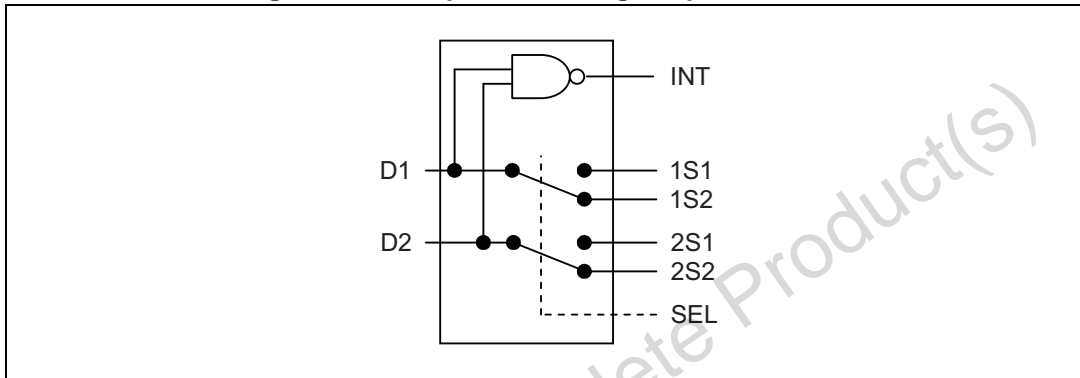 INT
D1
1S1
1S2
D2
2S1
2S2
SEL
lete Product(s)